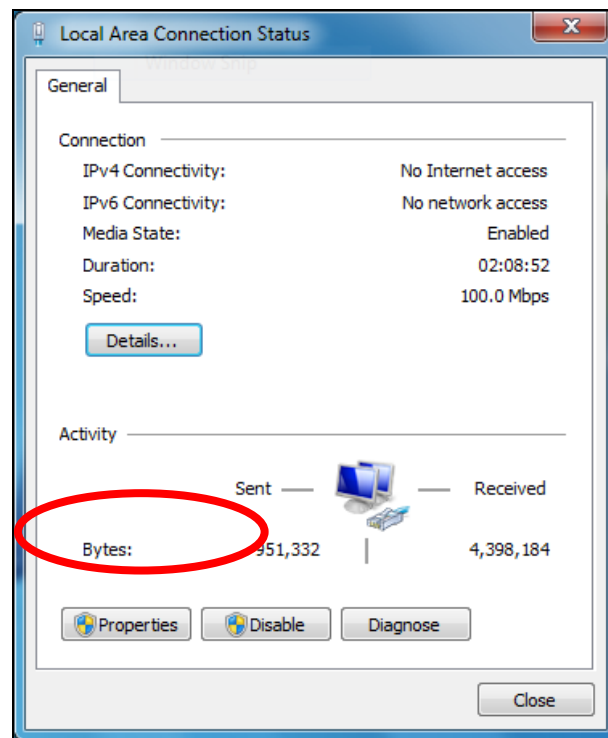 Local Area Connection Status
Window Snip
General
Connection
IPv4 Connectivity: No Internet access
IPv6 Connectivity: No network access
Media State: Enabled
Duration: 02:08:52
Speed: 100.0 Mbps
Details...
Activity
Sent Received
Bytes: 951,332 4,398,184
Properties Disable Diagnose
Close